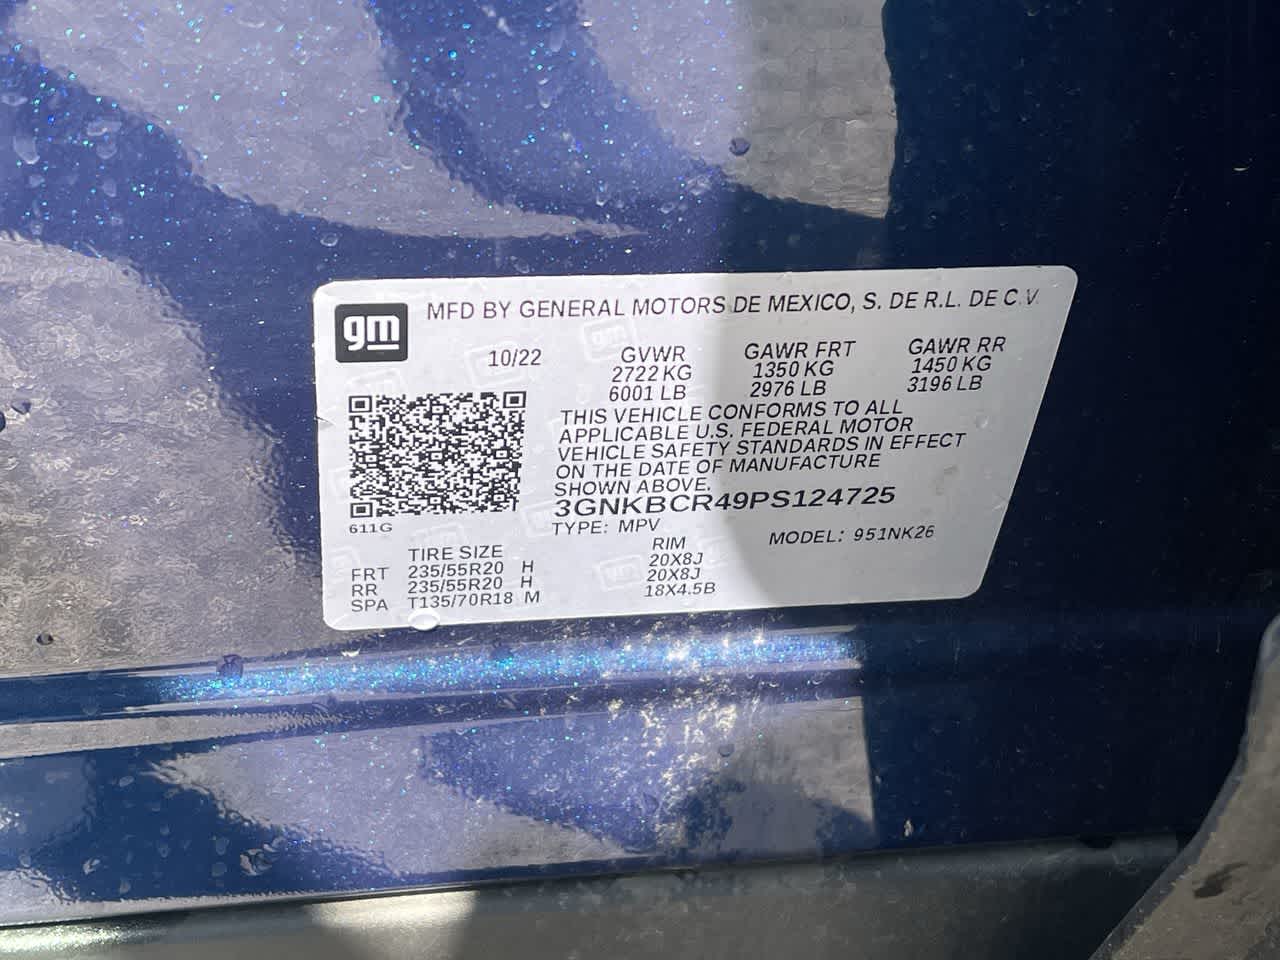 gm
MFD BY GENERAL MOTORS DE MEXICO, S. DE R.L. DE C.V.
10/22
GVWR GAWR FRT GAWR RR
2722 KG 1350 KG 1450 KG
6001 LB 2976 LB 3196 LB
THIS VEHICLE CONFORMS TO ALL
APPLICABLE U.S. FEDERAL MOTOR
VEHICLE SAFETY STANDARDS IN EFFECT
ON THE DATE OF MANUFACTURE
SHOWN ABOVE.
3GNKBCR49PS124725
611G
TYPE: MPV MODEL: 951NK26
TIRE SIZE RIM
FRT 235/55R20 H 20X8J
RR 235/55R20 H 20X8J
SPA T135/70R18 M 18X4.5B